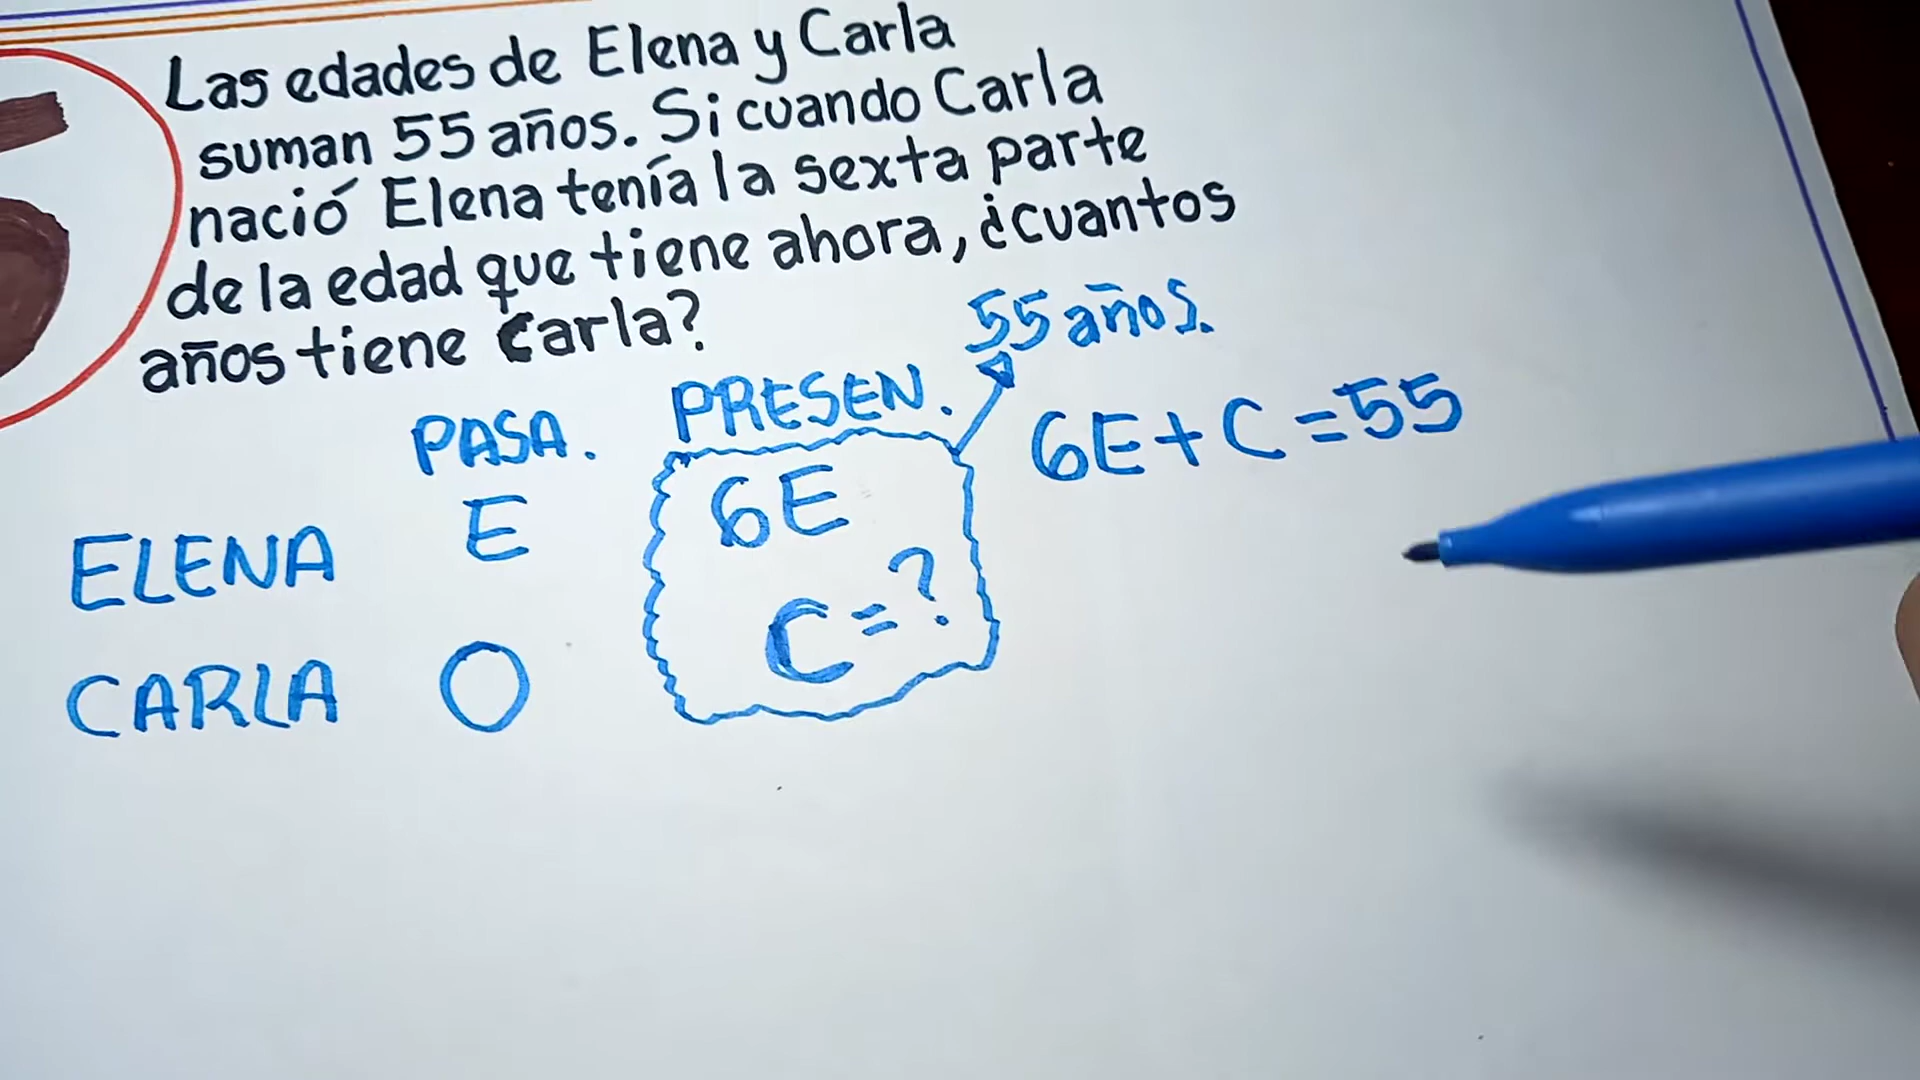 5
Las edades de Elena y Carla
suman 55 años. Si cuando Carla
nació Elena tenía la sexta parte
de la edad que tiene ahora, ¿cuantos
años tiene Carla?
55 años.
PASA. PRESEN.
6E+C=55
ELENA E 6E
CARLA O C=?